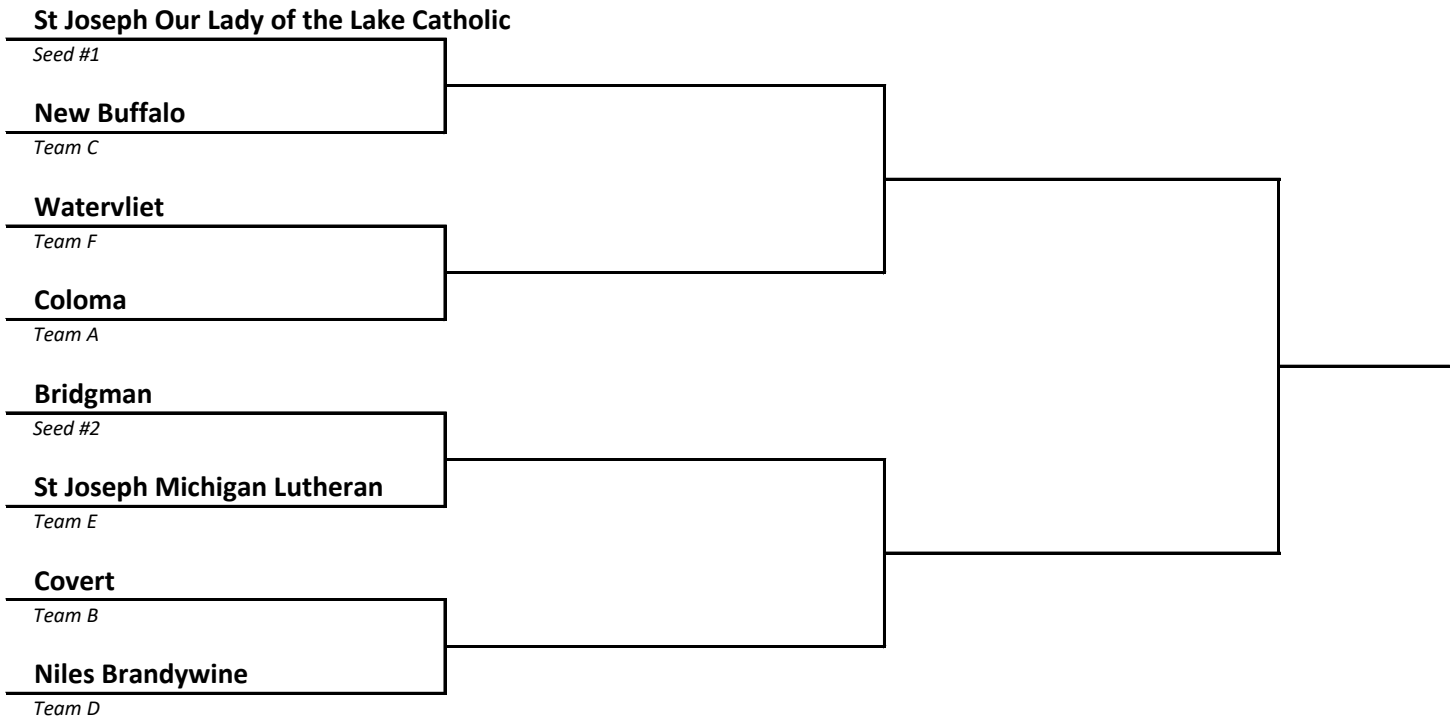 St Joseph Our Lady of the Lake Catholic
Seed #1
New Buffalo
Team C
Watervliet
Team F
Coloma
Team A
Bridgman
Seed #2
St Joseph Michigan Lutheran
Team E
Covert
Team B
Niles Brandywine
Team D